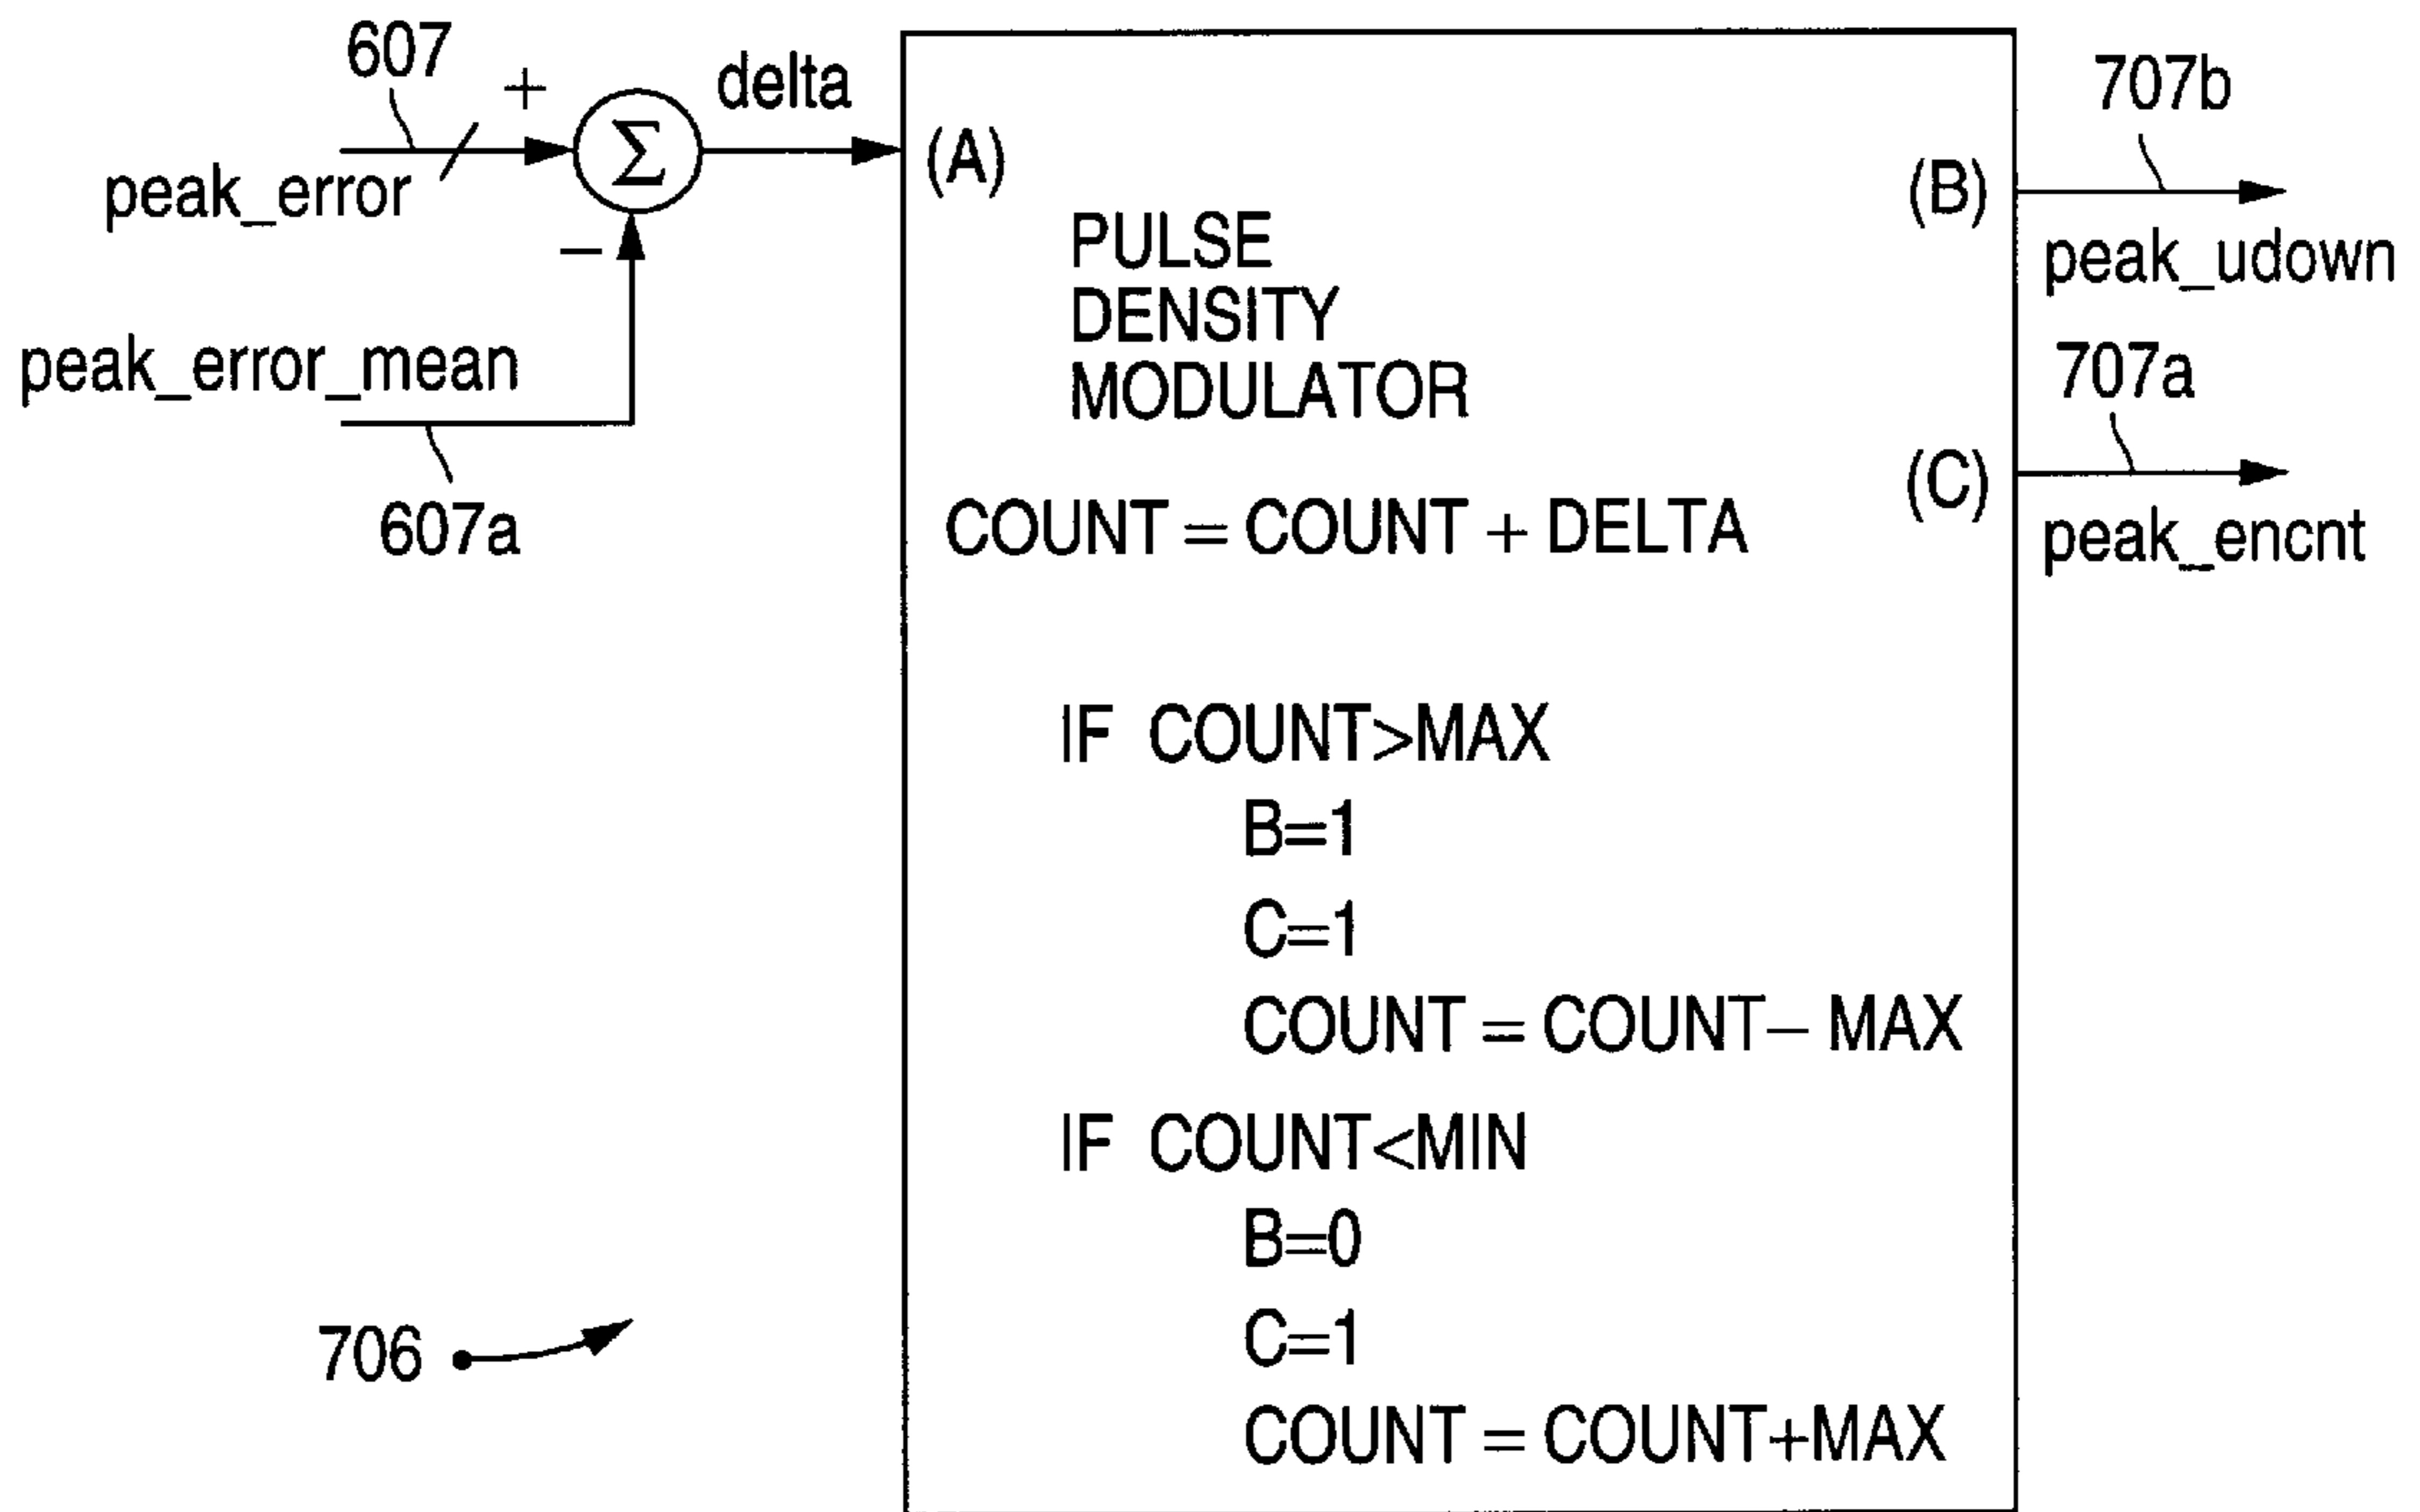 607
+
delta
peak_error
Σ
−
peak_error_mean
607a
(A)
PULSE
DENSITY
MODULATOR
COUNT = COUNT + DELTA
IF COUNT>MAX
B=1
C=1
COUNT = COUNT− MAX
IF COUNT<MIN
B=0
C=1
COUNT = COUNT+MAX
(B)
707b
peak_udown
707a
(C)
peak_encnt
706